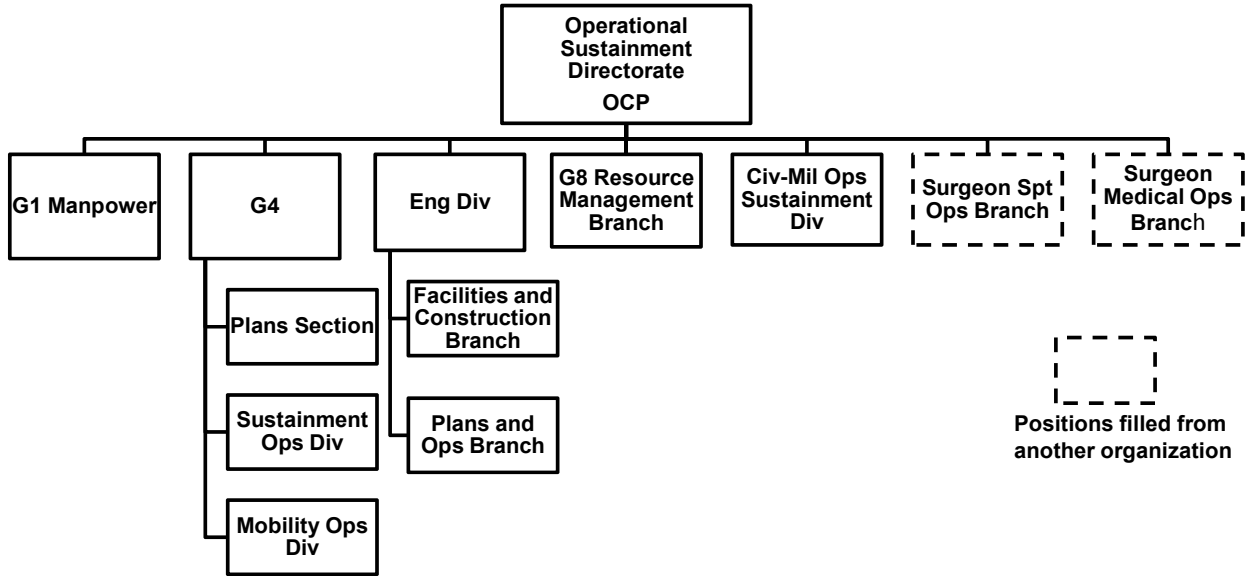 Operational
Sustainment
Directorate
OCP
G1 Manpower
G4
Eng Div
G8 Resource
Management
Branch
Civ-Mil Ops
Sustainment
Div
Surgeon Spt
Ops Branch
Surgeon
Medical Ops
Branch
Plans Section
Sustainment
Ops Div
Mobility Ops
Div
Facilities and
Construction
Branch
Plans and
Ops Branch
Positions filled from
another organization